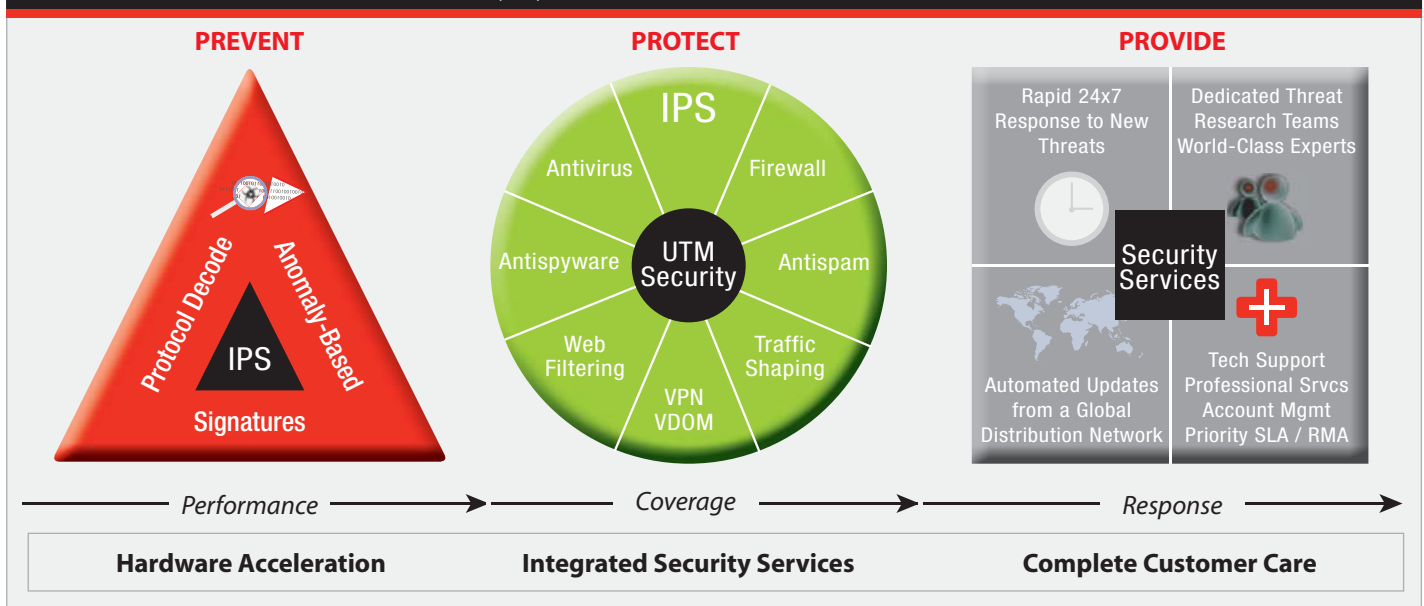 PREVENT
Protocol Decode
Anomaly-Based
IPS
Signatures
Performance
Hardware Acceleration
PROTECT
IPS
Firewall
Antispam
Traffic
Shaping
VPN
VDOM
Web
Filtering
Antispyware
Antivirus
UTM
Security
Coverage
Integrated Security Services
PROVIDE
Rapid 24x7
Response to New
Threats
Dedicated Threat
Research Teams
World-Class Experts
Security
Services
Automated Updates
from a Global
Distribution Network
Tech Support
Professional Srvcs
Account Mgmt
Priority SLA / RMA
Response
Complete Customer Care